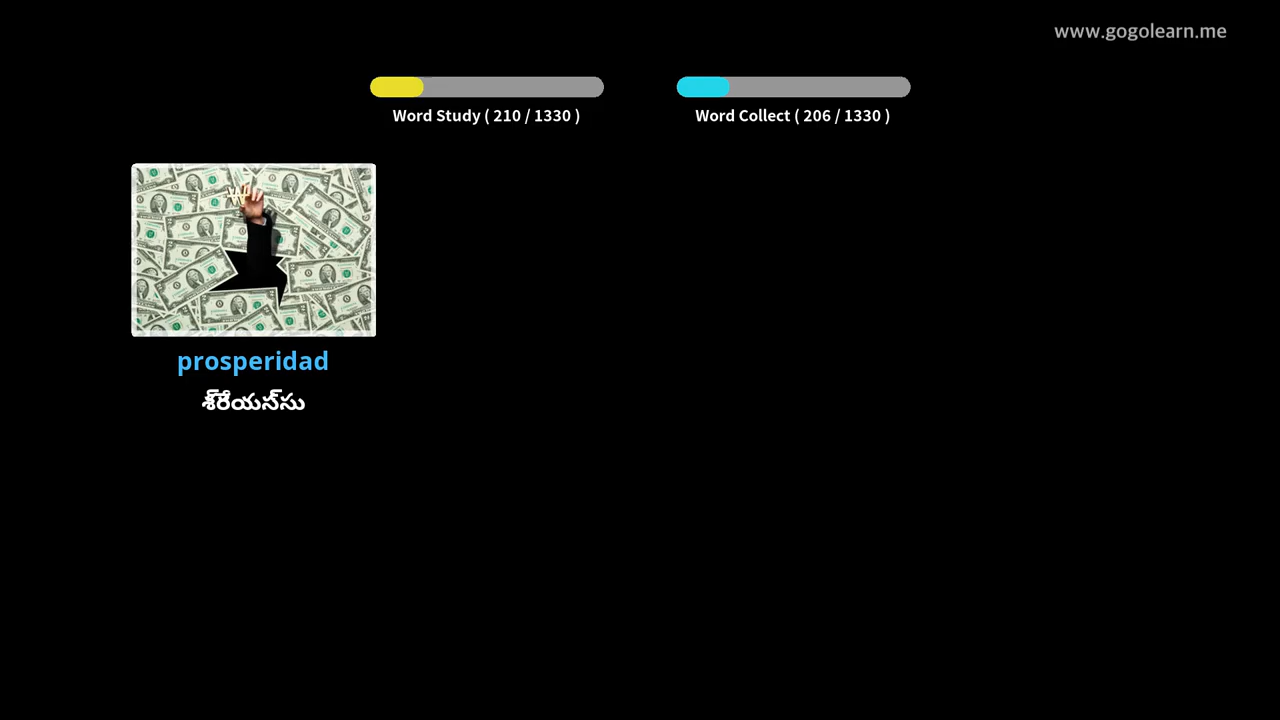 www.gogolearn.me
Word Study ( 210 / 1330 )
Word Collect ( 206 / 1330 )
₩
prosperidad
శ్రేయస్సు